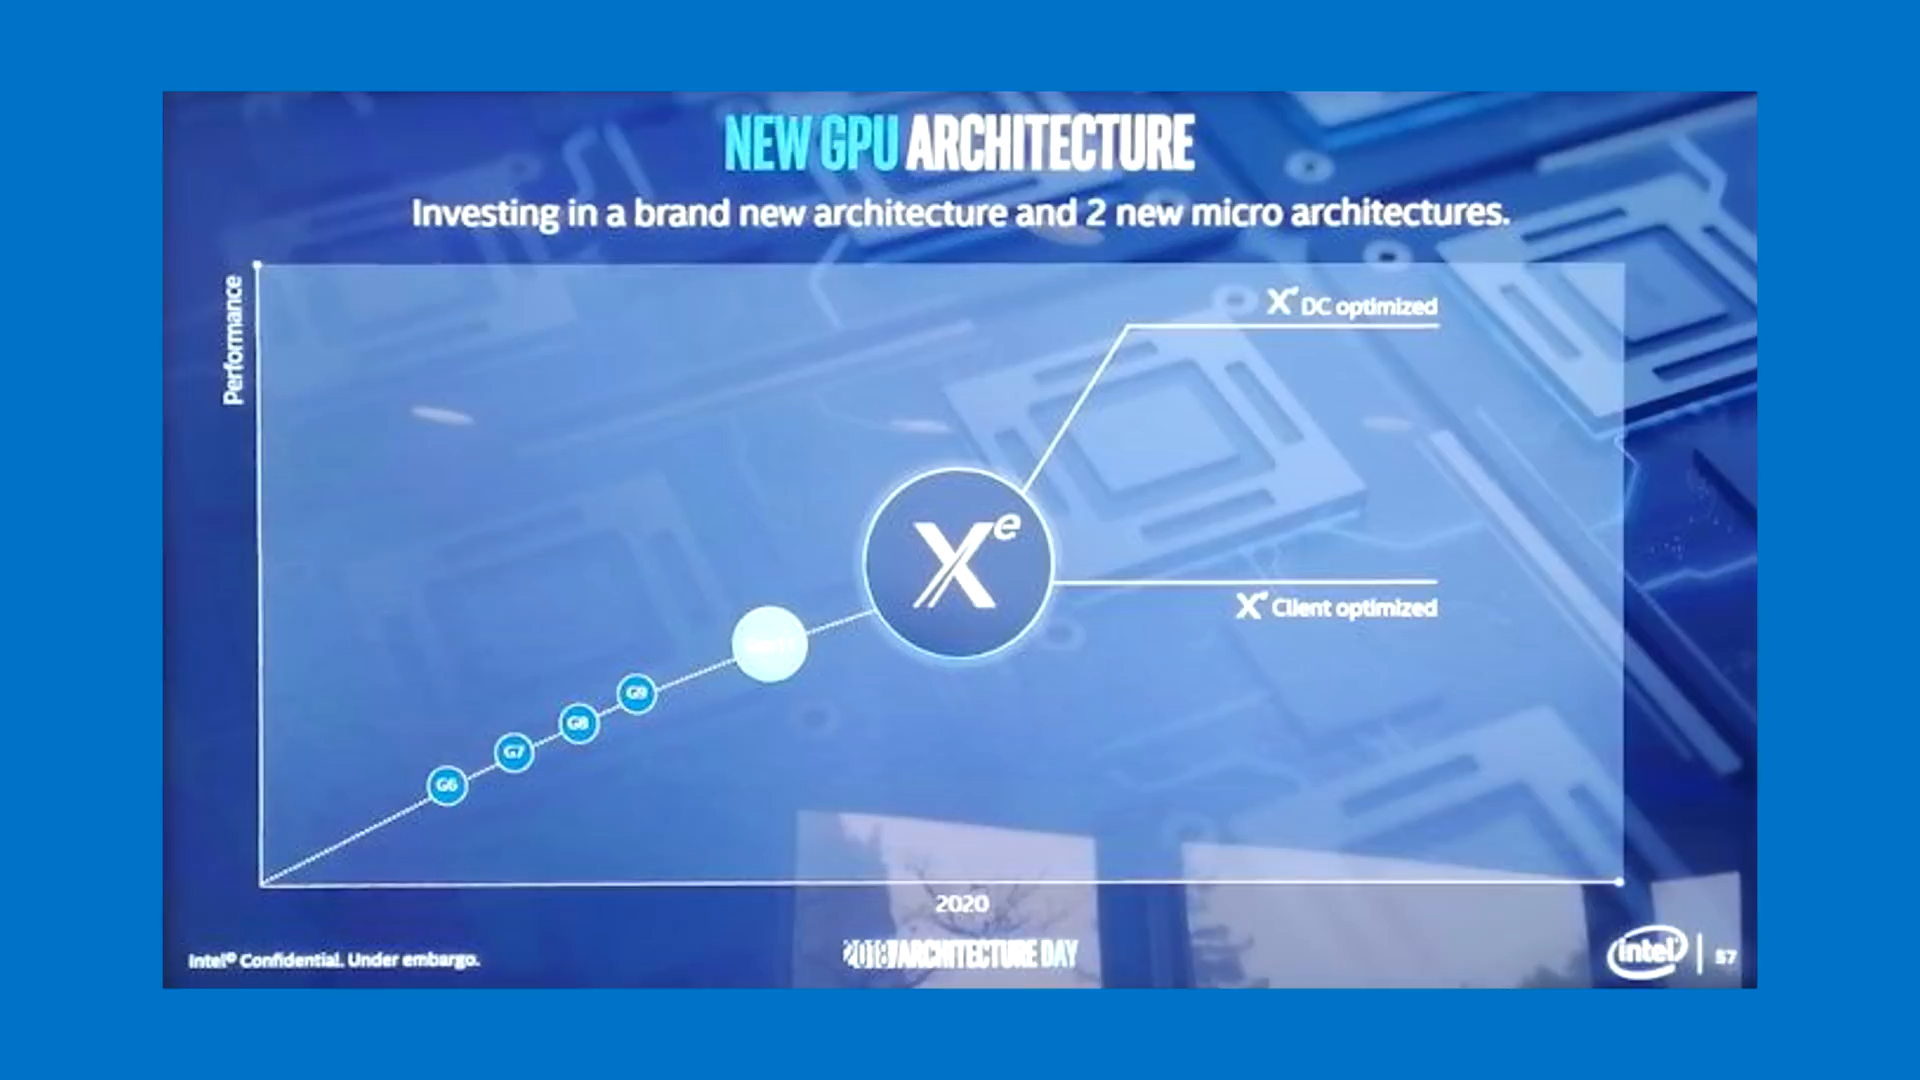 NEW GPU ARCHITECTURE
Investing in a brand new architecture and 2 new micro architectures.
Performance
Xe DC optimized
Xe
Xe Client optimized
G9
G8
G7
G6
2020
Intel® Confidential. Under embargo.
2018 ARCHITECTURE DAY
intel
57